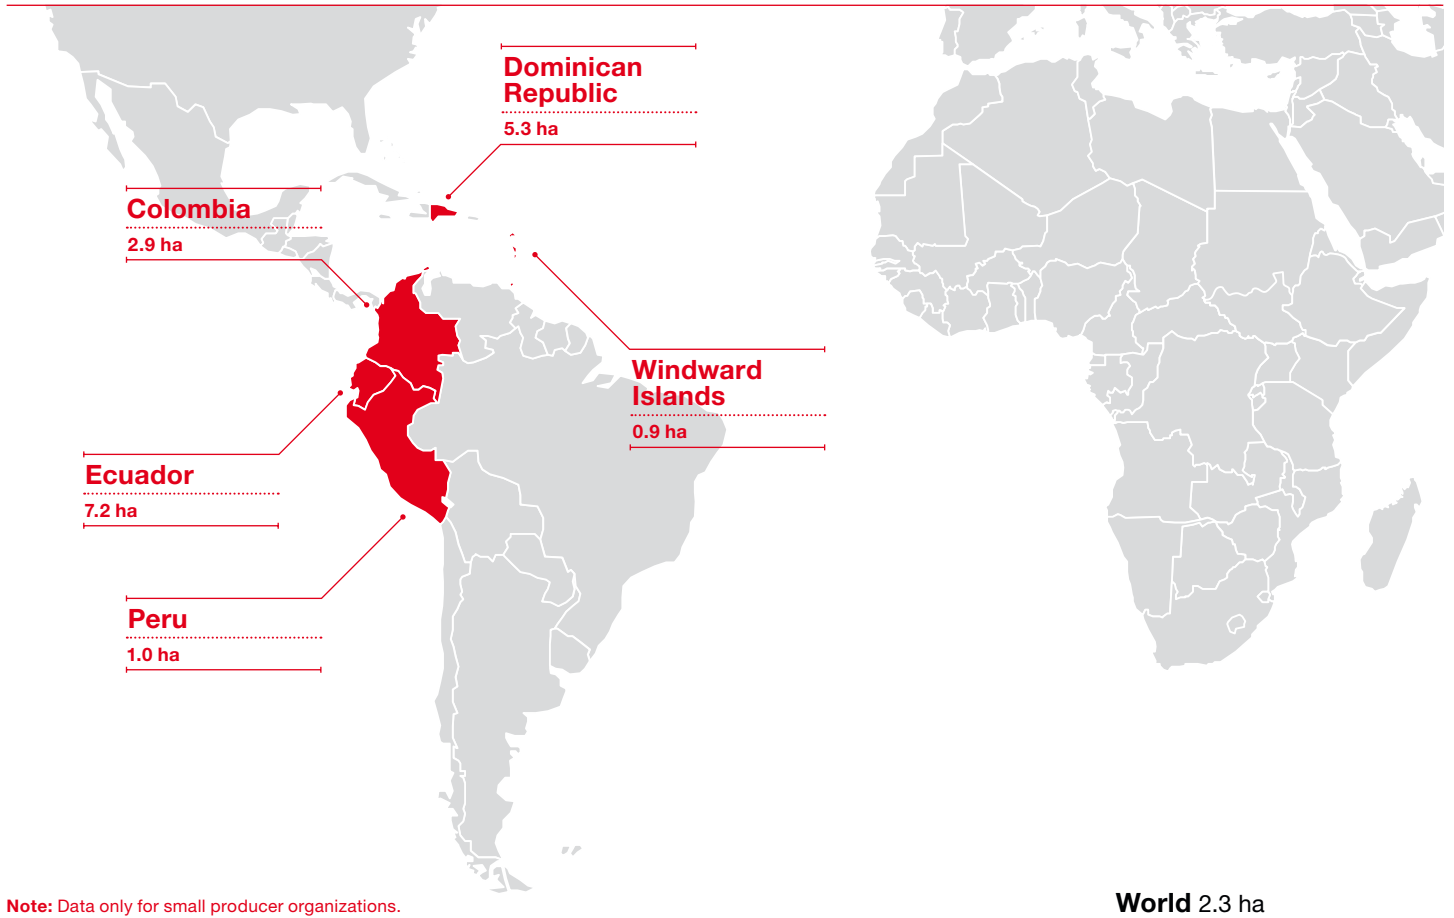 Dominican
Republic
5.3 ha
Colombia
2.9 ha
Windward
Islands
0.9 ha
Ecuador
7.2 ha
Peru
1.0 ha
Note: Data only for small producer organizations.
World 2.3 ha